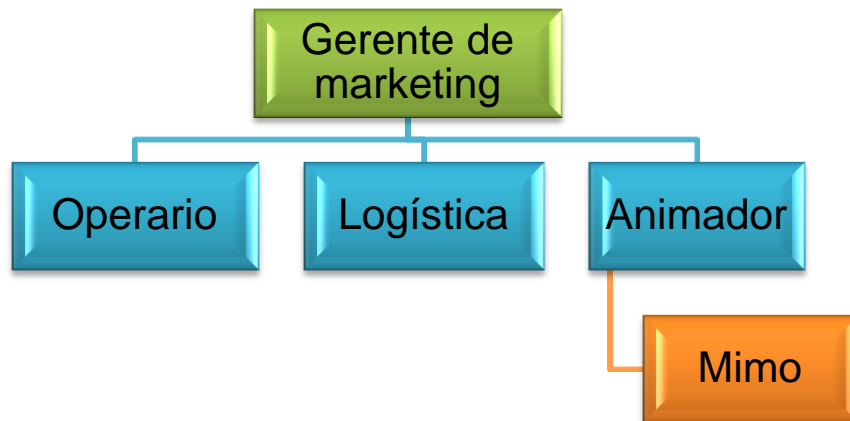 Gerente de
marketing
Operario
Logística
Animador
Mimo